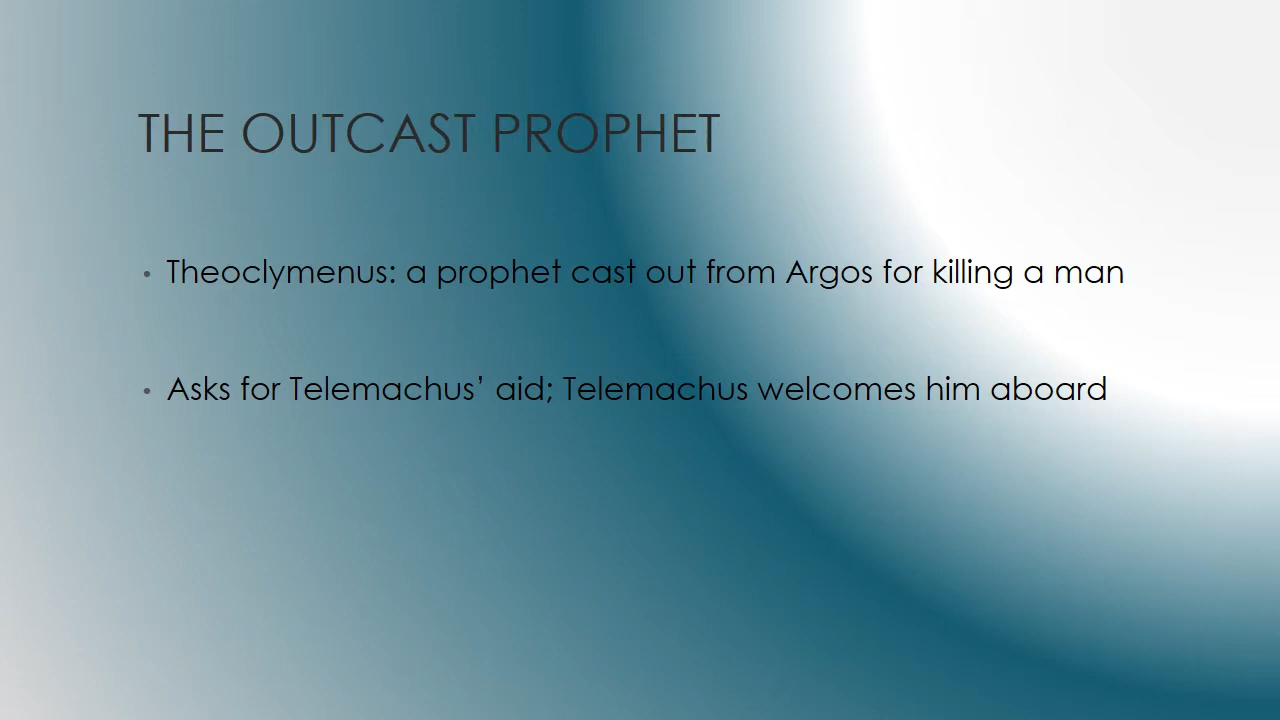 THE OUTCAST PROPHET
• Theoclymenus: a prophet cast out from Argos for killing a man
• Asks for Telemachus’ aid; Telemachus welcomes him aboard